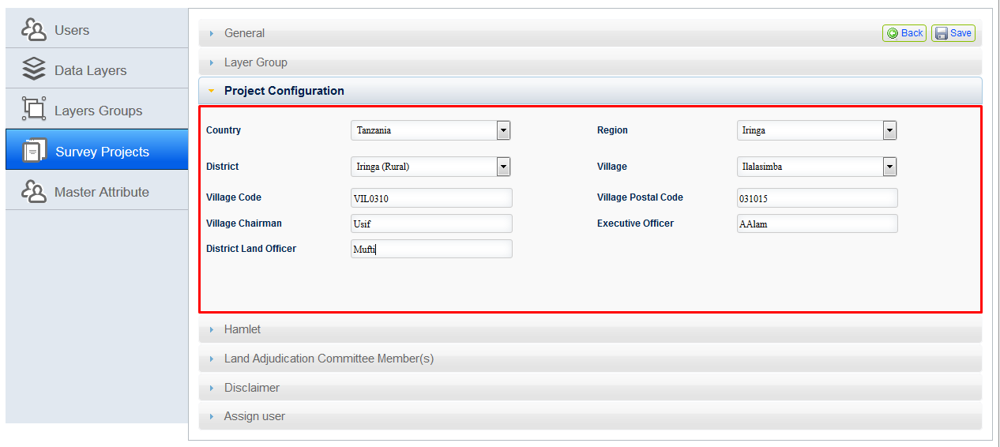 Users
Data Layers
Layers Groups
Survey Projects
Master Attribute
General
Back Save
Layer Group
Project Configuration
Country Tanzania Region Iringa
District Iringa (Rural) Village Ilalasimba
Village Code VIL0310 Village Postal Code 031015
Village Chairman Usif Executive Officer AAlam
District Land Officer Mufti
Hamlet
Land Adjudication Committee Member(s)
Disclaimer
Assign user